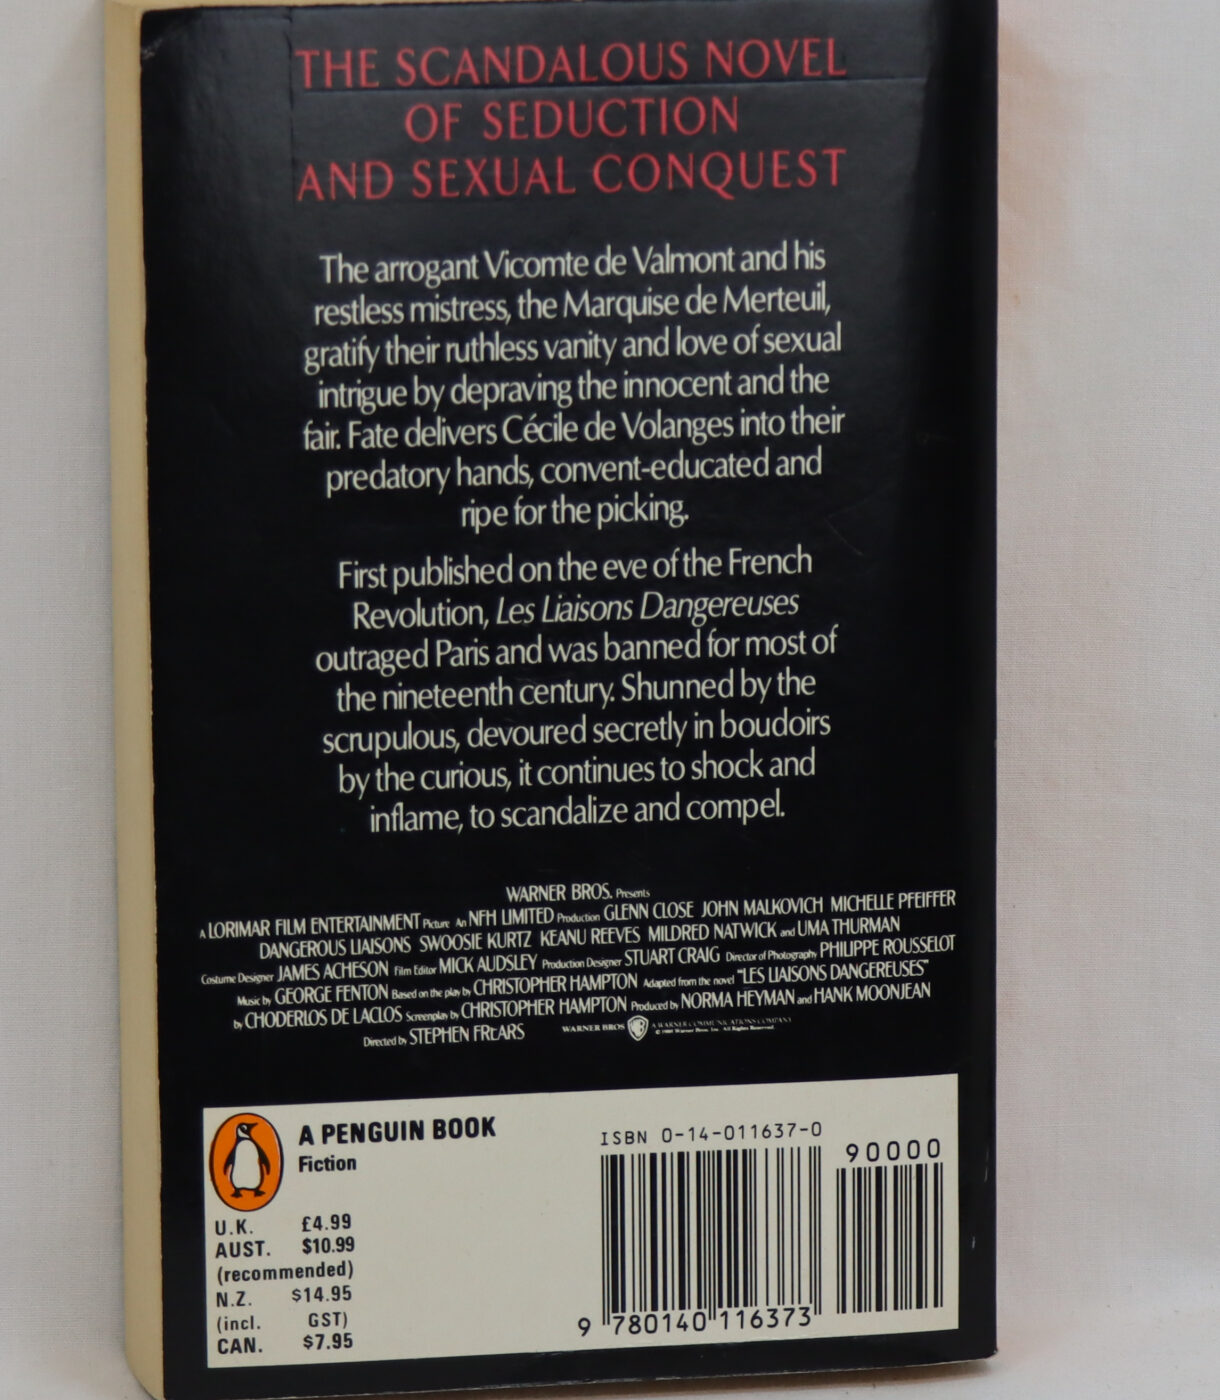 THE SCANDALOUS NOVEL
OF SEDUCTION
AND SEXUAL CONQUEST
The arrogant Vicomte de Valmont and his
restless mistress, the Marquise de Merteuil,
gratify their ruthless vanity and love of sexual
intrigue by depraving the innocent and the
fair. Fate delivers Cécile de Volanges into their
predatory hands, convent-educated and
ripe for the picking.
First published on the eve of the French
Revolution, Les Liaisons Dangereuses
outraged Paris and was banned for most of
the nineteenth century. Shunned by the
scrupulous, devoured secretly in boudoirs
by the curious, it continues to shock and
inflame, to scandalize and compel.
WARNER BROS. Presents
A LORIMAR FILM ENTERTAINMENT Picture An NFH LIMITED Production GLENN CLOSE JOHN MALKOVICH MICHELLE PFEIFFER
DANGEROUS LIAISONS SWOOSIE KURTZ KEANU REEVES MILDRED NATWICK and UMA THURMAN
Costume Designer JAMES ACHESON Film Editor MICK AUDSLEY Production Designer STUART CRAIG Director of Photography PHILIPPE ROUSSELOT
Music by GEORGE FENTON Based on the play by CHRISTOPHER HAMPTON Adapted from the novel "LES LIAISONS DANGEREUSES"
by CHODERLOS DE LACLOS Screenplay by CHRISTOPHER HAMPTON Produced by NORMA HEYMAN and HANK MOONJEAN
Directed by STEPHEN FREARS WARNER BROS A WARNER COMMUNICATIONS COMPANY
All Rights Reserved.
A PENGUIN BOOK
Fiction
U.K. £4.99
AUST. $10.99
(recommended)
N.Z. $14.95
(incl. GST)
CAN. $7.95
ISBN 0-14-011637-0
90000
9 780140 116373